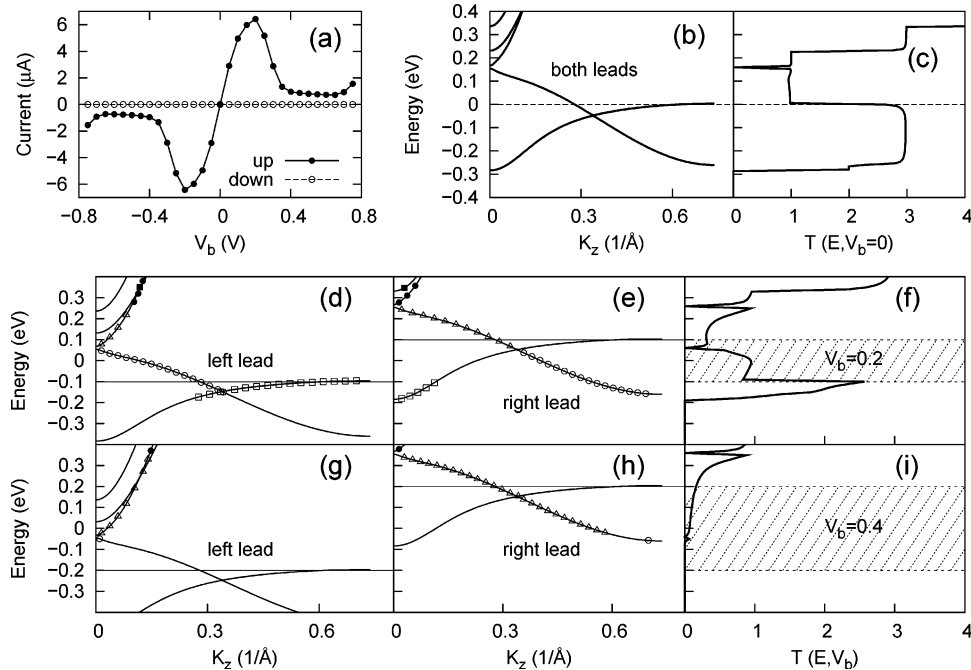 (a)
Current (μA)
6
4
2
0
−2
−4
−6
up
down
−0.8
−0.4
0
0.4
0.8
V_b (V)
(b)
both leads
Energy (eV)
0.4
0.3
0.2
0.1
0
−0.1
−0.2
−0.3
−0.4
0
0.3
0.6
K_z (1/Å)
(c)
0
1
2
3
4
T (E,V_b=0)
(d)
left lead
Energy (eV)
0.3
0.2
0.1
0
−0.1
−0.2
−0.3
(e)
right lead
(f)
V_b=0.2
(g)
left lead
Energy (eV)
0.3
0.2
0.1
0
−0.1
−0.2
−0.3
0
0.3
0.6
K_z (1/Å)
(h)
right lead
0
0.3
0.6
K_z (1/Å)
(i)
V_b=0.4
0
1
2
3
4
T (E,V_b)